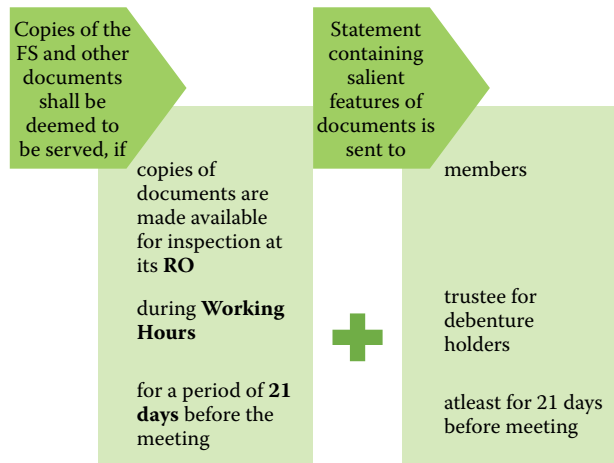 Copies of the
FS and other
documents
shall be
deemed to
be served, if
copies of
documents are
made available
for inspection at
its RO
during Working
Hours
for a period of 21
days before the
meeting
Statement
containing
salient
features of
documents is
sent to
members
trustee for
debenture
holders
atleast for 21 days
before meeting